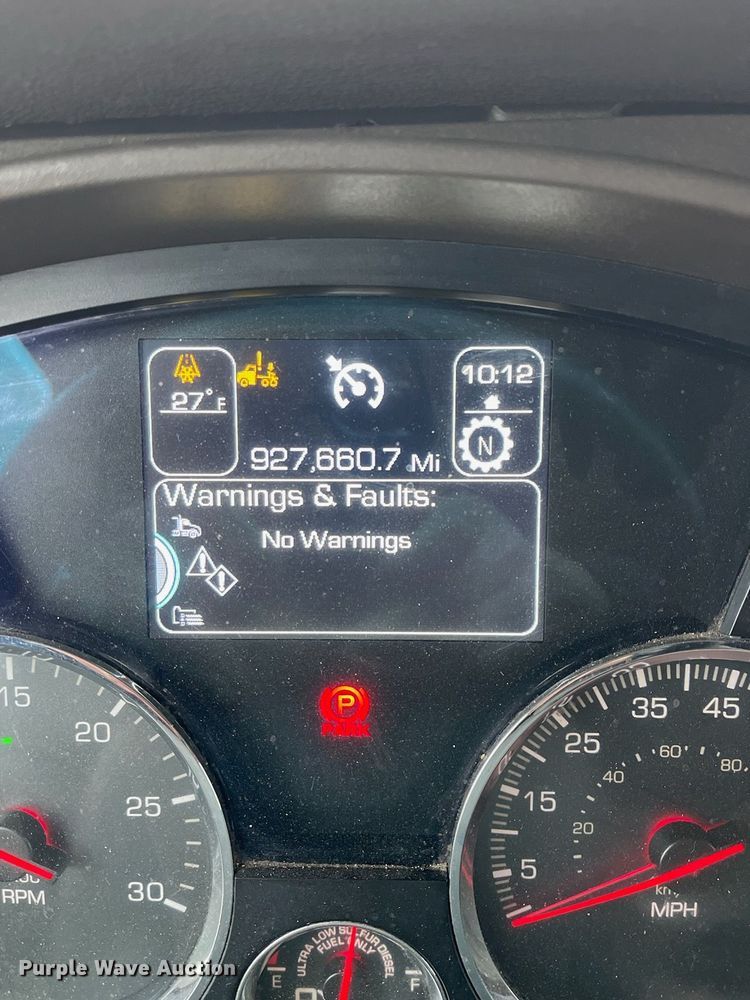 27°F
10:12
N
927,660.7 Mi
Warnings & Faults:
No Warnings
P
PARK
15
20
25
30
RPM
5
15
25
35
45
20
40
60
80
km/
MPH
ULTRA LOW SULFUR DIESEL
FUEL ONLY
E
F
Purple Wave Auction